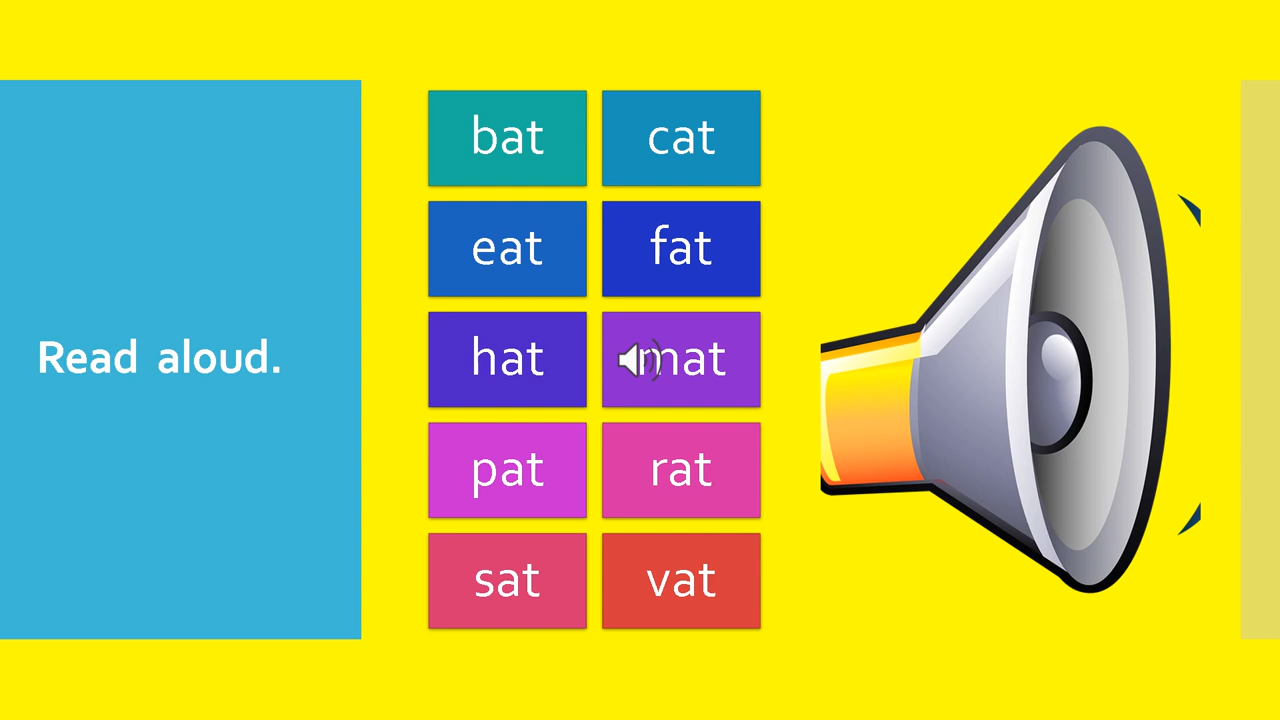 Read aloud.
bat cat
eat fat
hat mat
pat rat
sat vat